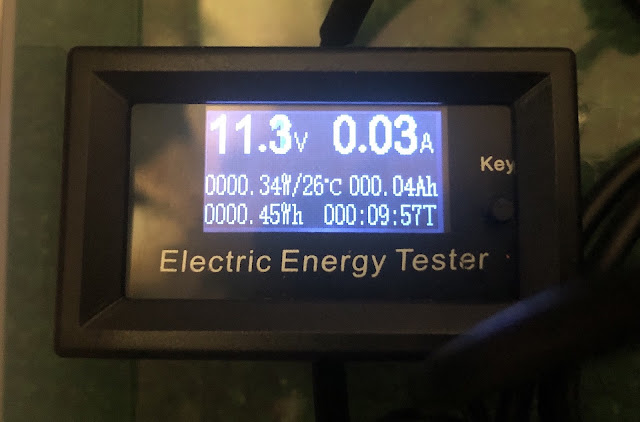 11.3V 0.03A
Key
0000.34W/26°C 000.04Ah
0000.45Wh 000:09:57T
Electric Energy Tester